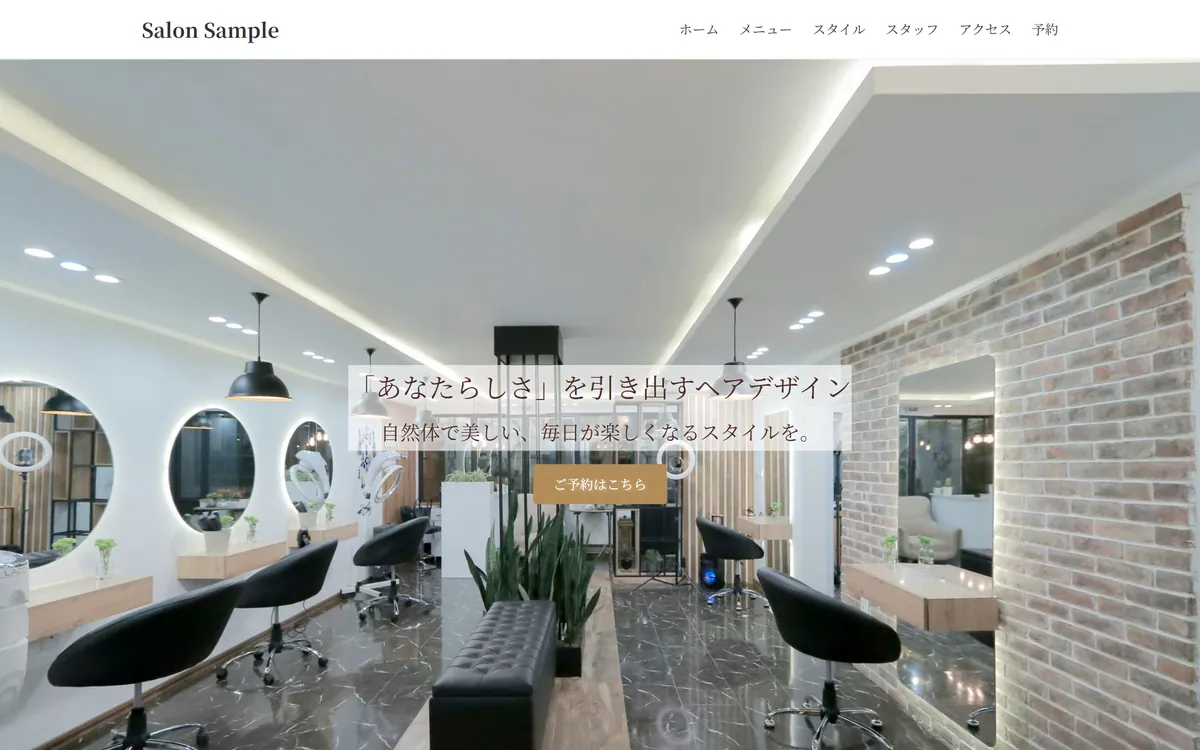 Salon Sample
ホーム メニュー スタイル スタッフ アクセス 予約
「あなたらしさ」を引き出すヘアデザイン
自然体で美しい、毎日が楽しくなるスタイルを。
ご予約はこちら